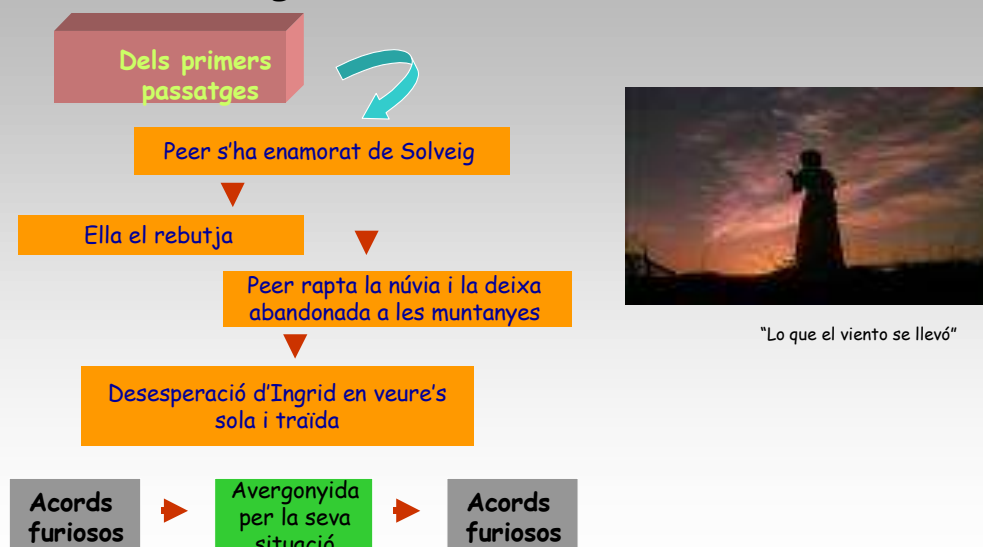 Dels primers
passatges
Peer s'ha enamorat de Solveig
Ella el rebutja
Peer rapta la núvia i la deixa
abandonada a les muntanyes
"Lo que el viento se llevó"
Desesperació d'Ingrid en veure's
sola i traïda
Acords
furiosos
Avergonyida
per la seva
situació
Acords
furiosos